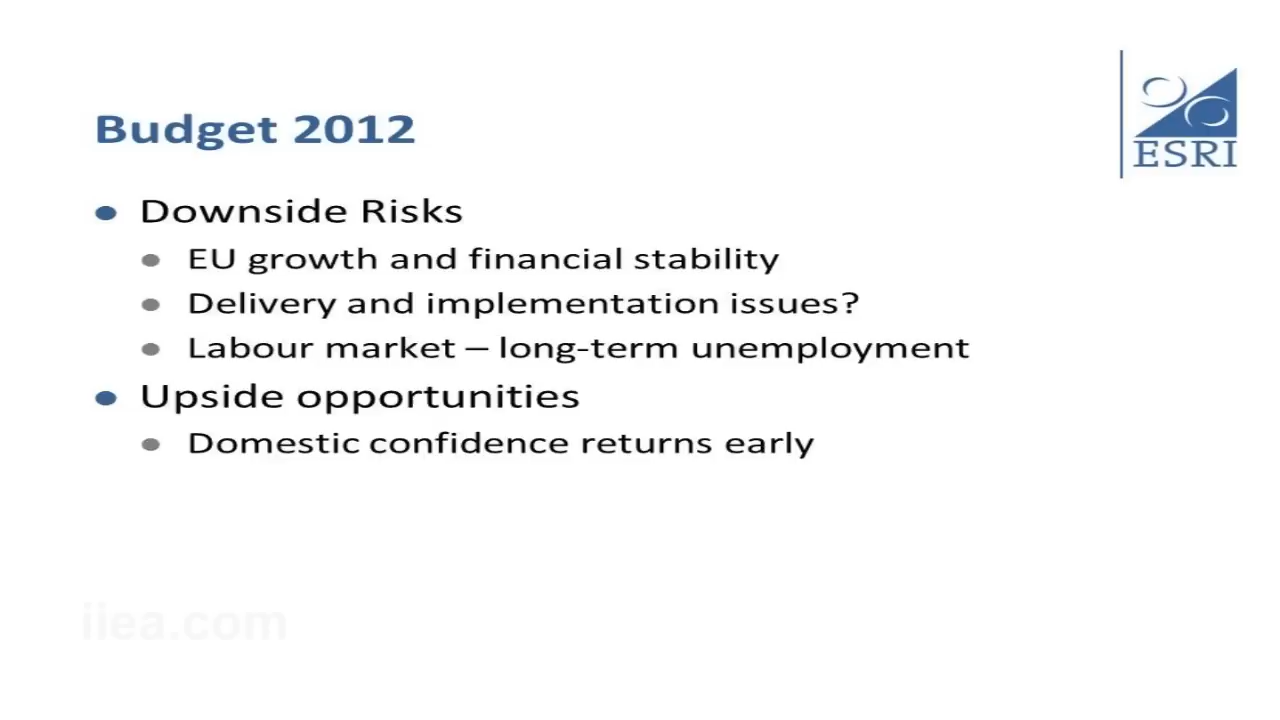 Budget 2012
ESRI
Downside Risks
EU growth and financial stability
Delivery and implementation issues?
Labour market – long-term unemployment
Upside opportunities
Domestic confidence returns early
ilea.com